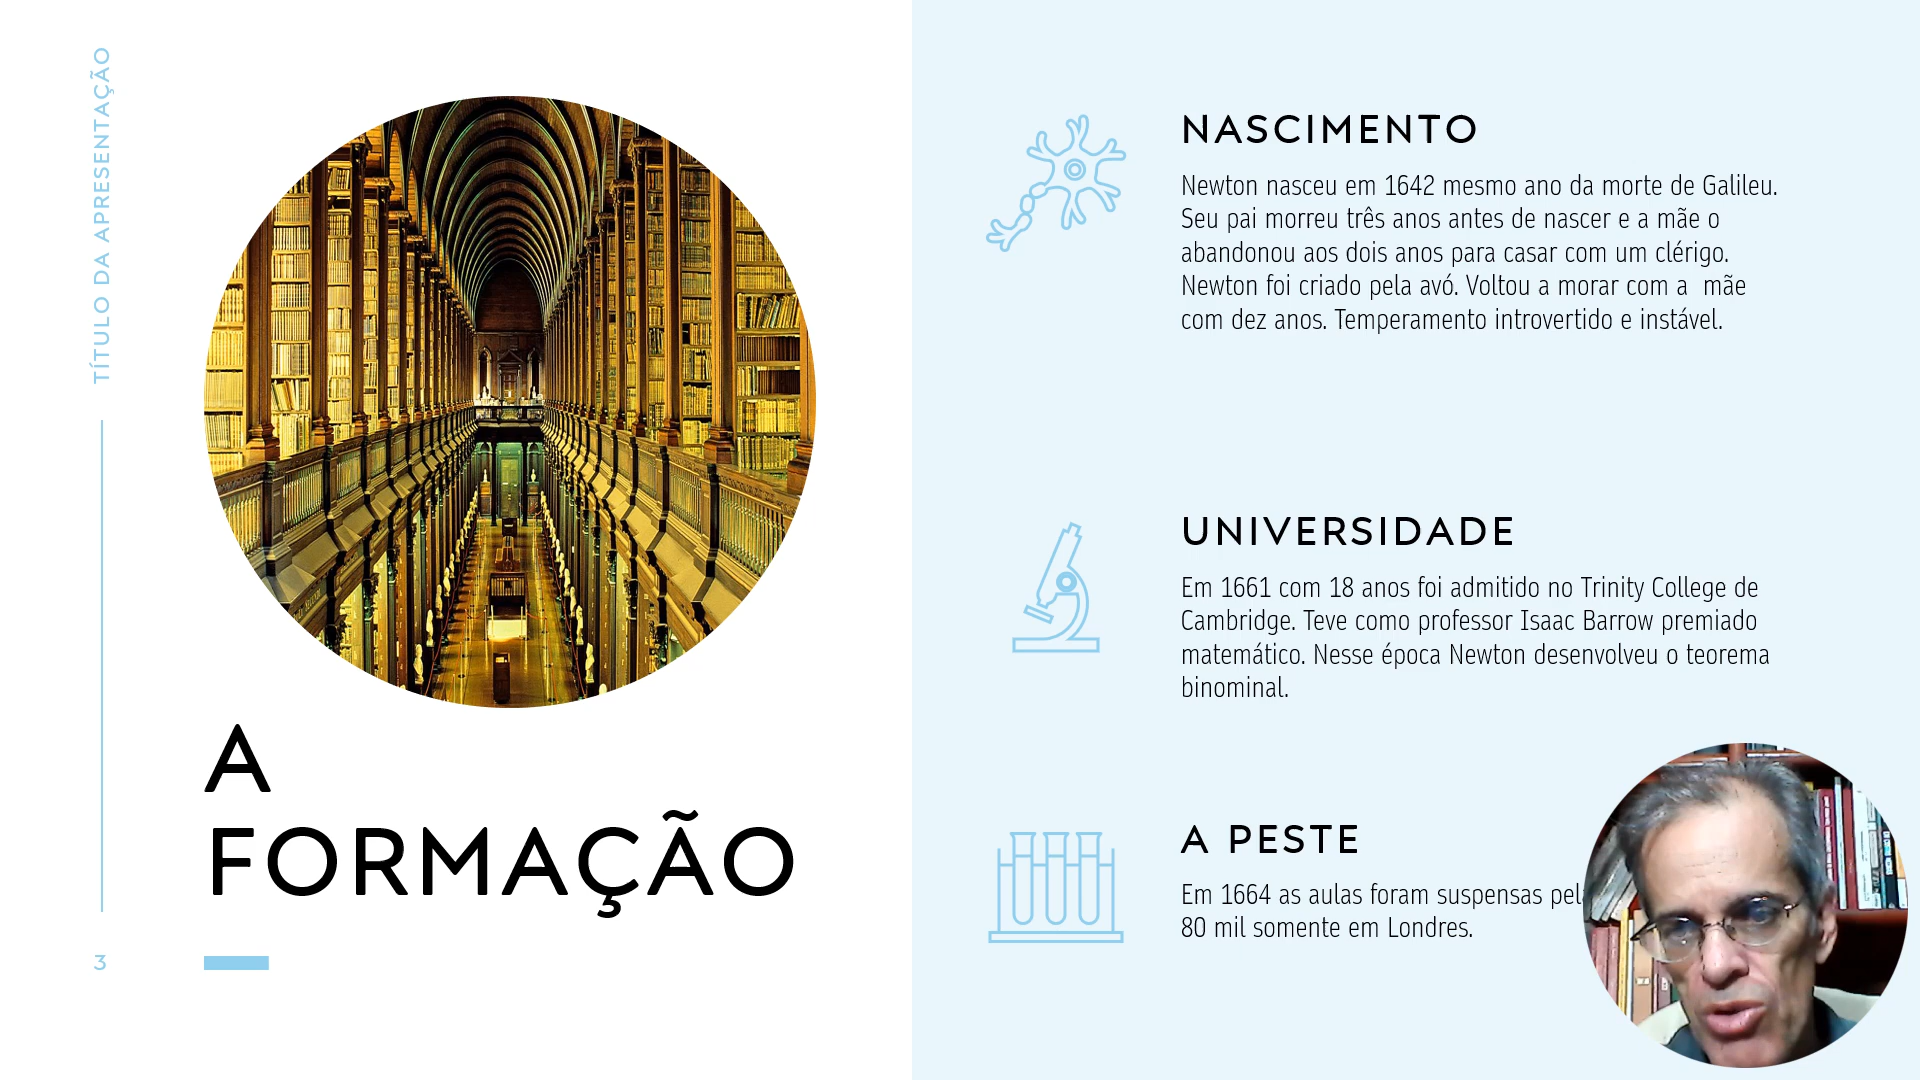 TÍTULO DA APRESENTAÇÃO
3
A
FORMAÇÃO
NASCIMENTO
Newton nasceu em 1642 mesmo ano da morte de Galileu.
Seu pai morreu três anos antes de nascer e a mãe o
abandonou aos dois anos para casar com um clérigo.
Newton foi criado pela avó. Voltou a morar com a  mãe
com dez anos. Temperamento introvertido e instável.
UNIVERSIDADE
Em 1661 com 18 anos foi admitido no Trinity College de
Cambridge. Teve como professor Isaac Barrow premiado
matemático. Nesse época Newton desenvolveu o teorema
binominal.
A PESTE
Em 1664 as aulas foram suspensas
80 mil somente em Londres.